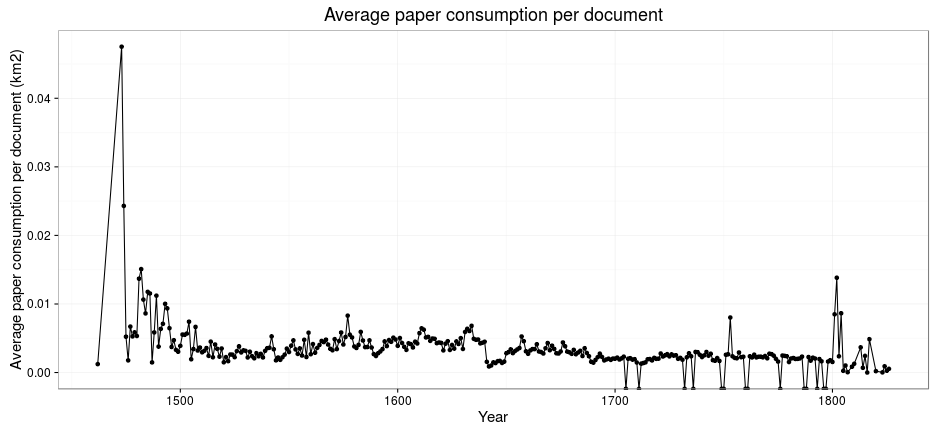 Average paper consumption per document
Average paper consumption per document (km2)
0.04
0.03
0.02
0.01
0.00
1500 1600 1700 1800
Year